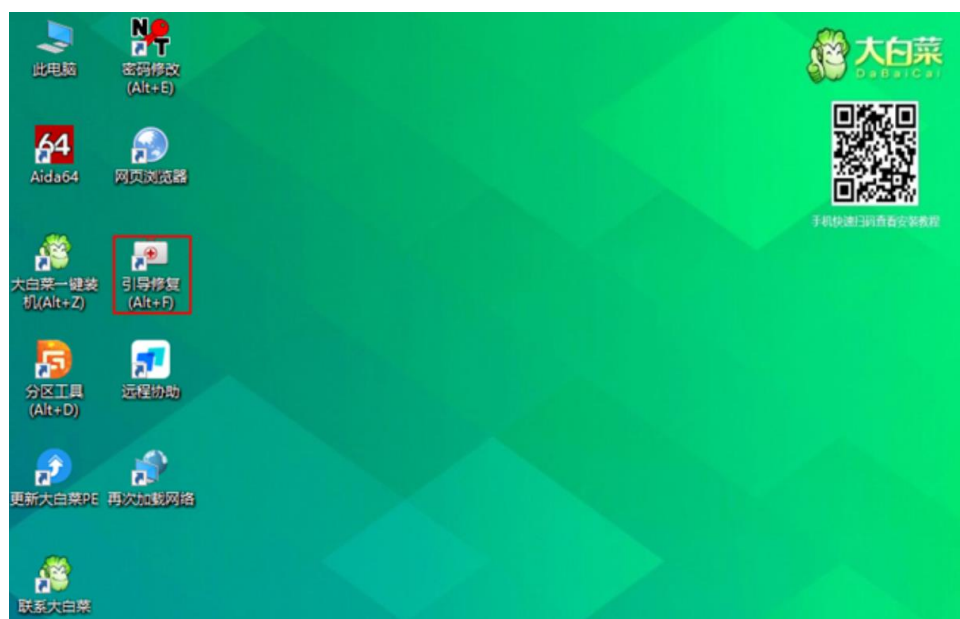 此电脑
密码修改
(Alt+E)
大白菜
DaBaiCai
64
Aida64
网页浏览器
手机快速扫码查看安装教程
大白菜一键装
机(Alt+Z)
引导修复
(Alt+F)
分区工具
(Alt+D)
远程协助
更新大白菜PE
再次加载网络
联系大白菜